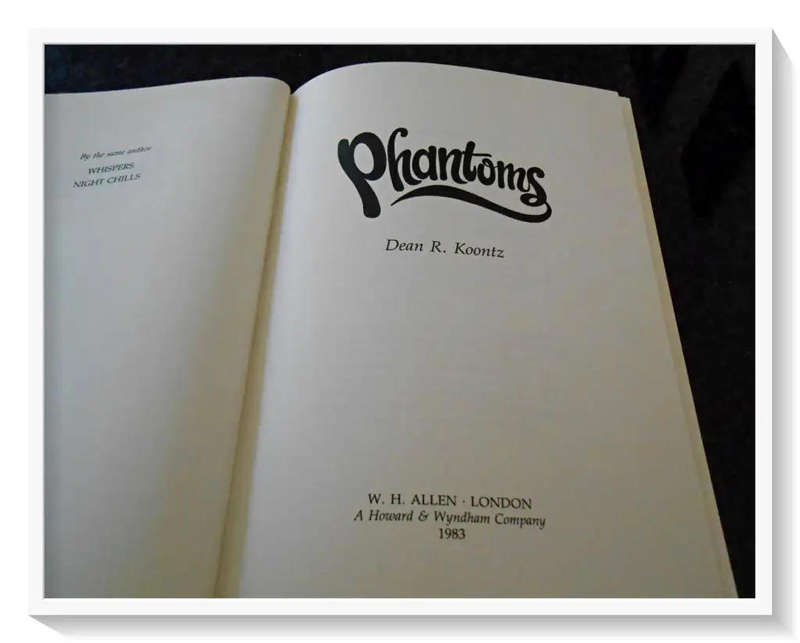 By the same author
WHISPERS
NIGHT CHILLS
Phantoms
Dean R. Koontz
W. H. ALLEN · LONDON
A Howard & Wyndham Company
1983